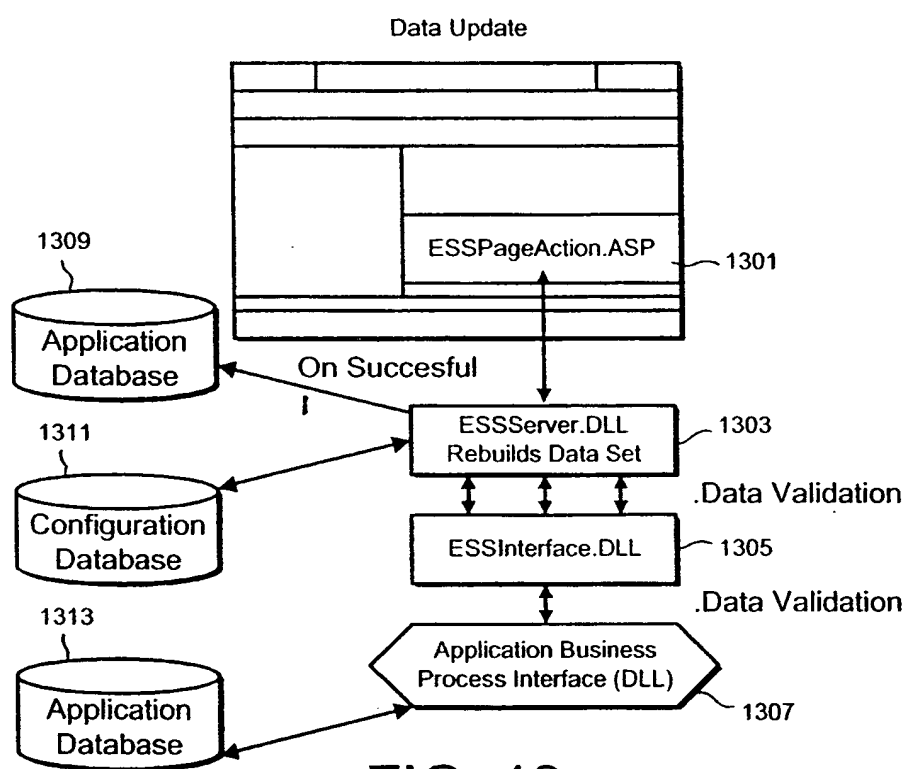 Data Update
ESSPageAction.ASP
1301
1309
Application
Database
On Succesful
ESSServer.DLL
Rebuilds Data Set
1303
1311
Configuration
Database
.Data Validation
ESSInterface.DLL
1305
.Data Validation
1313
Application
Database
Application Business
Process Interface (DLL)
1307